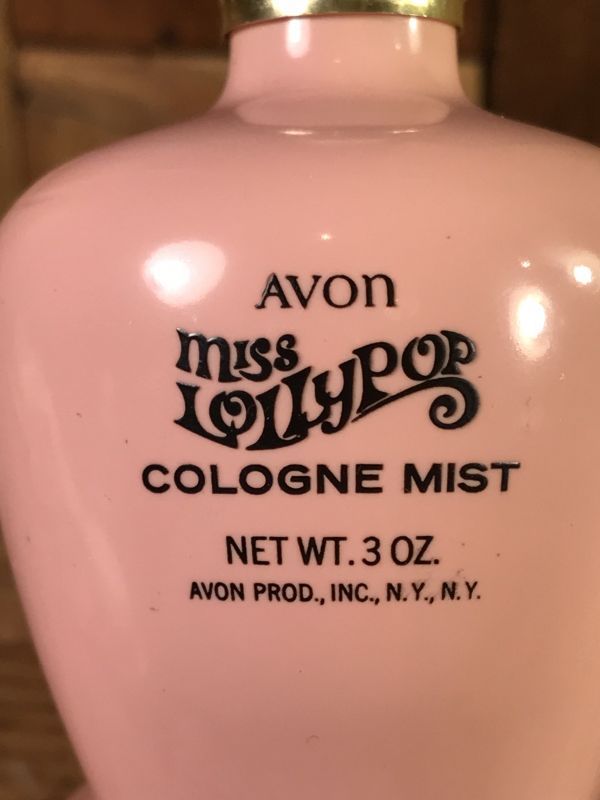 AVON
MISS
LOLLYPOP
COLOGNE MIST
NET WT. 3 OZ.
AVON PROD., INC., N.Y., N.Y.